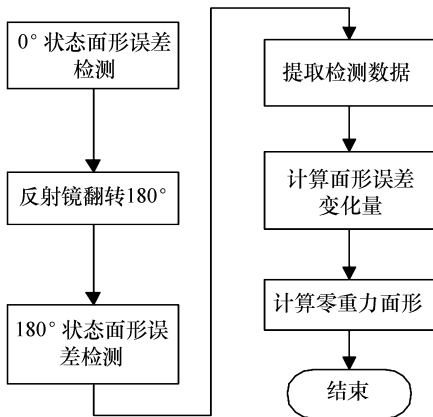 0°状态面形误差
检测
反射镜翻转180°
180°状态面形误
差检测
提取检测数据
计算面形误差
变化量
计算零重力面形
结束